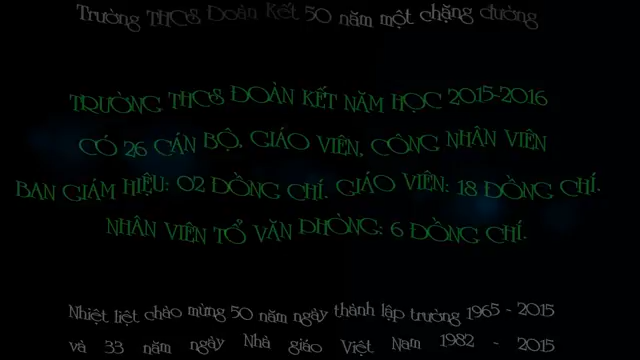 Trường THCS Đoàn Kết 50 năm một chặng đường
TRƯỜNG THCS ĐOÀN KẾT NĂM HỌC 2015-2016
CÓ 26 CÁN BỘ, GIÁO VIÊN, CÔNG NHÂN VIÊN
BAN GIÁM HIỆU: 02 ĐỒNG CHÍ. GIÁO VIÊN: 18 ĐỒNG CHÍ.
NHÂN VIÊN TỔ VĂN PHÒNG: 6 ĐỒNG CHÍ.
Nhiệt liệt chào mừng 50 năm ngày thành lập trường 1965 - 2015
và 33 năm ngày Nhà giáo Việt Nam 1982 - 2015